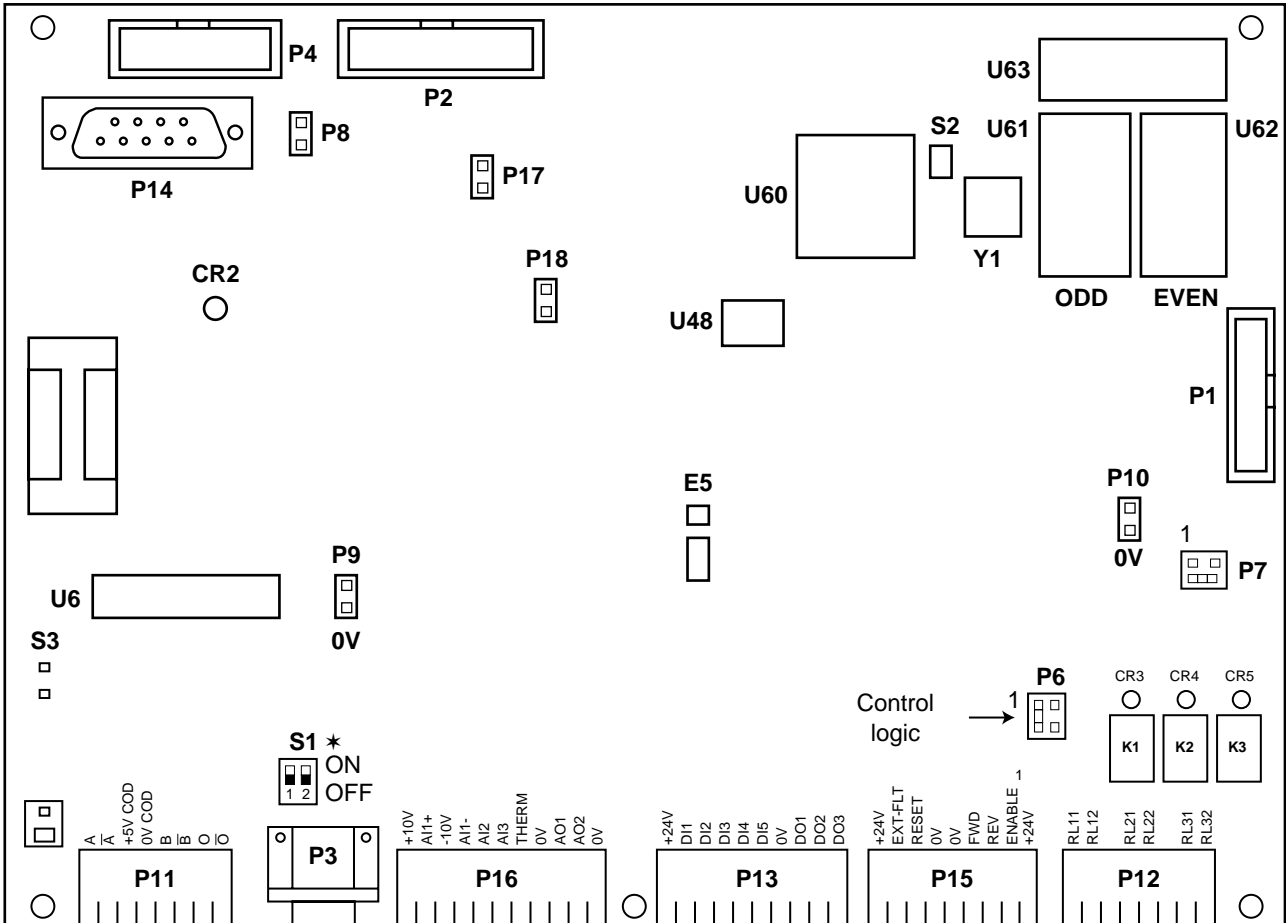 P4
P2
U63
P8
S2
U61
U62
P14
P17
U60
Y1
CR2
P18
ODD
EVEN
U48
P1
E5
P10
0V
1
P7
P9
0V
U6
S3
P6
CR3
CR4
CR5
Control
logic
1
K1
K2
K3
S1 ✶
ON
OFF
1 2
A
A̅
+5V COD
0V COD
B
B̅
O
O̅
+10V
AI1+
AI1-
-10V
AI2
AI3
THERM
0V
AO1
AO2
0V
+24V
DI1
DI2
DI3
DI4
DI5
0V
DO1
DO2
DO3
+24V
EXT-FLT
RESET
0V
0V
FWD
REV
ENABLE 1
+24V
RL11
RL12
RL21
RL22
RL31
RL32
P11
P3
P16
P13
P15
P12